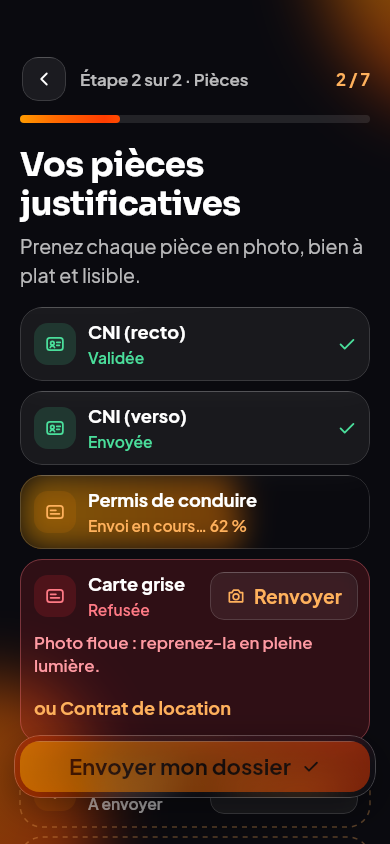 Étape 2 sur 2 · Pièces
2 / 7
Vos pièces
justificatives
Prenez chaque pièce en photo, bien à
plat et lisible.
CNI (recto)
Validée
CNI (verso)
Envoyée
Permis de conduire
Envoi en cours… 62 %
Carte grise
Refusée
Renvoyer
Photo floue : reprenez-la en pleine
lumière.
ou Contrat de location
Envoyer mon dossier
À envoyer